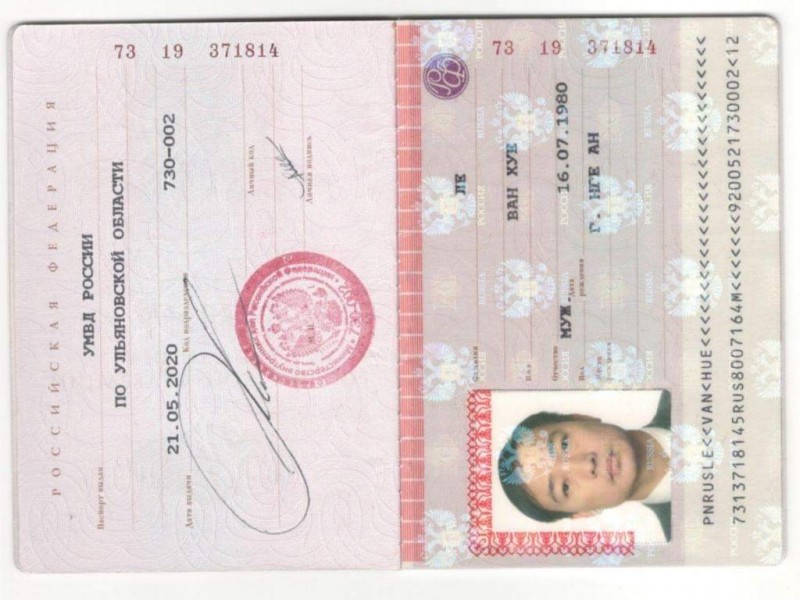 73 19 371814
РОССИЙСКАЯ ФЕДЕРАЦИЯ
Паспорт выдан
УМВД РОССИИ
ПО УЛЬЯНОВСКОЙ ОБЛАСТИ
Дата выдачи
21.05.2020
Код подразделения
730-002
Личный код
Личная подпись
73 19 371814
Фамилия
ЛЕ
Имя
ВАН ХУЕ
Отчество
Пол
МУЖ.
Дата рождения
16.07.1980
Место рождения
Г. НГЕ АН
PNRUSLE<<VAN<HUE<<<<<<<<<<<<<<<<<<<<<<<<<<<<
7313718145RUS8007164M<<<<<<<9200521730002<12